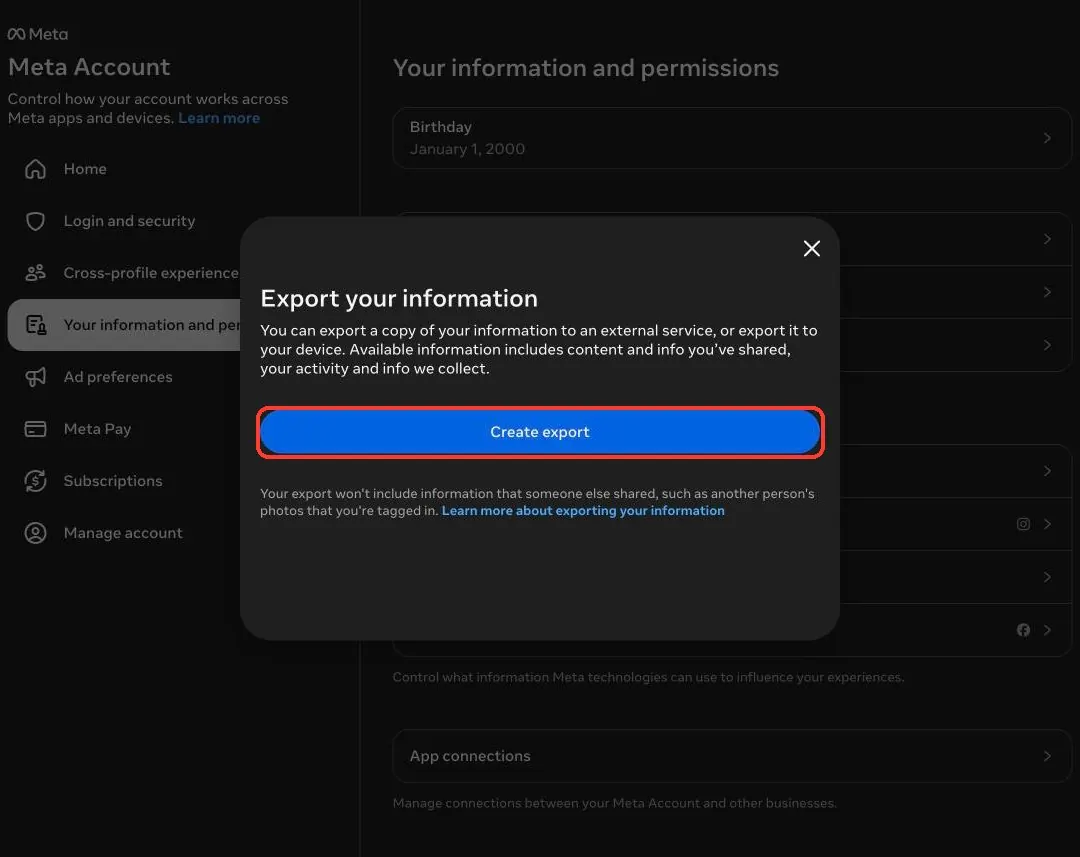 Meta
Meta Account
Control how your account works across
Meta apps and devices. Learn more
Home
Login and security
Cross-profile experience
Your information and per
Ad preferences
Meta Pay
Subscriptions
Manage account
Your information and permissions
Birthday
January 1, 2000
Export your information
You can export a copy of your information to an external service, or export it to
your device. Available information includes content and info you’ve shared,
your activity and info we collect.
Create export
Your export won't include information that someone else shared, such as another person's
photos that you're tagged in. Learn more about exporting your information
Control what information Meta technologies can use to influence your experiences.
App connections
Manage connections between your Meta Account and other businesses.